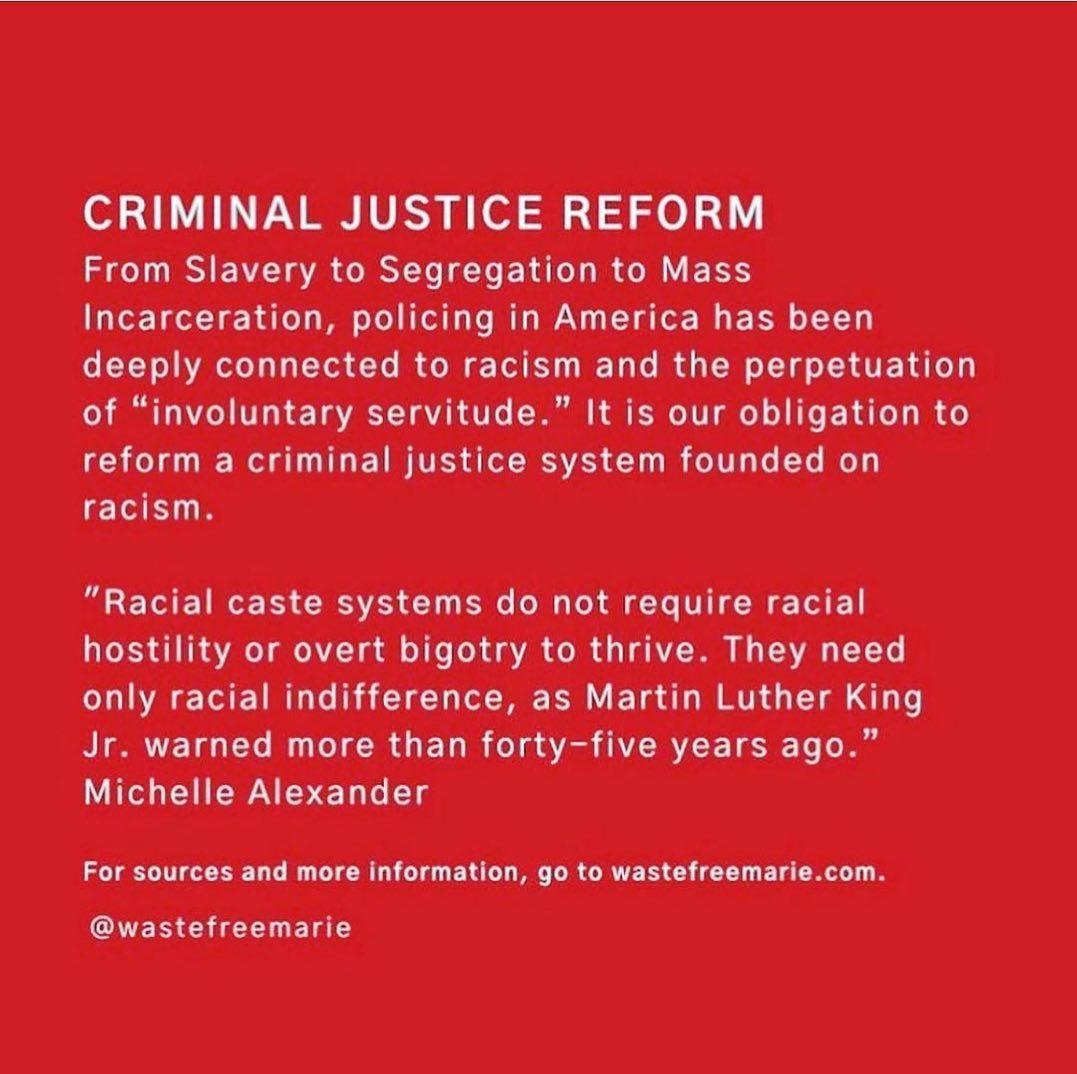 CRIMINAL JUSTICE REFORM
From Slavery to Segregation to Mass
Incarceration, policing in America has been
deeply connected to racism and the perpetuation
of “involuntary servitude.” It is our obligation to
reform a criminal justice system founded on
racism.
"Racial caste systems do not require racial
hostility or overt bigotry to thrive. They need
only racial indifference, as Martin Luther King
Jr. warned more than forty-five years ago.”
Michelle Alexander
For sources and more information, go to wastefreemarie.com.
@wastefreemarie